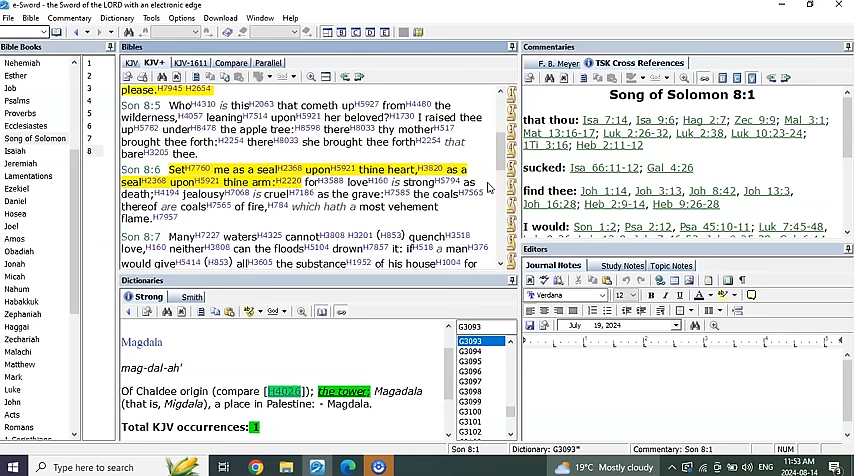 e-Sword - the Sword of the LORD with an electronic edge
File Bible Commentary Dictionary Tools Options Download Window Help
B C D E
Bible Books
Nehemiah
Esther
Job
Psalms
Proverbs
Ecclesiastes
Song of Solomon
Isaiah
Jeremiah
Lamentations
Ezekiel
Daniel
Hosea
Joel
Amos
Obadiah
Jonah
Micah
Nahum
Habakkuk
Zephaniah
Haggai
Zechariah
Malachi
Matthew
Mark
Luke
John
Acts
Romans
1 Corinthians
1
2
3
4
5
6
7
8
Bibles
KJV KJV+ KJV-1611 Compare Parallel
please.H7945 H2654
Son 8:5 WhoH4310 is thisH2063 that cometh upH5927 fromH4480 the
wilderness,H4057 leaningH7514 uponH5921 her beloved?H1730 I raised thee
upH5782 underH8478 the apple tree:H8598 thereH8033 thy motherH517
brought thee forth:H2254 thereH8033 she brought thee forthH2254 that
bareH3205 thee.
Son 8:6 SetH7760 me as a sealH2368 uponH5921 thine heart,H3820 as a
sealH2368 uponH5921 thine arm:H2220 forH3588 loveH160 is strongH5794 as
death;H4194 jealousyH7068 is cruelH7186 as the grave:H7585 the coalsH7565
thereof are coalsH7565 of fire,H784 which hath a most vehement
flame.H7957
Son 8:7 ManyH7227 watersH4325 cannotH3808 H3201 (H853) quenchH7518
love,H160 neitherH3808 can the floodsH5104 drownH7857 it: ifH518 a manH376
would giveH5414 (H853) allH3605 the substanceH1952 of his houseH1004 for
Dictionaries
Strong Smith
God
G3093
Magdala
mag-dal-ah'
Of Chaldee origin (compare [H4026]); the tower; Magadala
(that is, Migdala), a place in Palestine: - Magdala.
Total KJV occurrences: 1
G3093
G3094
G3095
G3096
G3097
G3098
G3099
G3100
G3101
G3102
Commentaries
F. B. Meyer TSK Cross References
Song of Solomon 8:1
that thou: Isa 7:14, Isa 9:6; Hag 2:7; Zec 9:9; Mal 3:1;
Mat 13:16-17; Luk 2:26-32, Luk 2:38, Luk 10:23-24;
1Ti 3:16; Heb 2:11-12
sucked: Isa 66:11-12; Gal 4:26
find thee: Joh 1:14, Joh 3:13, Joh 8:42, Joh 13:3,
Joh 16:28; Heb 2:9-14, Heb 9:26-28
I would: Son 1:2; Psa 2:12, Psa 45:10-11; Luk 7:45-48,
Editors
Journal Notes Study Notes Topic Notes
Verdana 12 B I U A
July 19, 2024
1 2 3 4 5
Son 8:1 Dictionary: G3093* Commentary: Son 8:1 NUM
Type here to search
19°C Mostly cloudy ENG 11:53 AM
2024-08-14